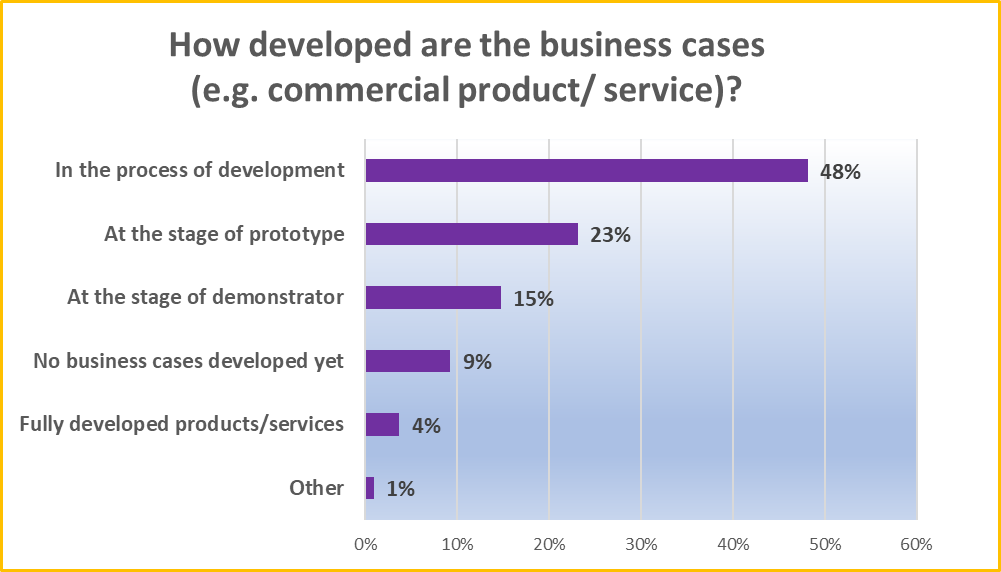 How developed are the business cases
(e.g. commercial product/ service)?
In the process of development 48%
At the stage of prototype 23%
At the stage of demonstrator 15%
No business cases developed yet 9%
Fully developed products/services 4%
Other 1%
0% 10% 20% 30% 40% 50% 60%